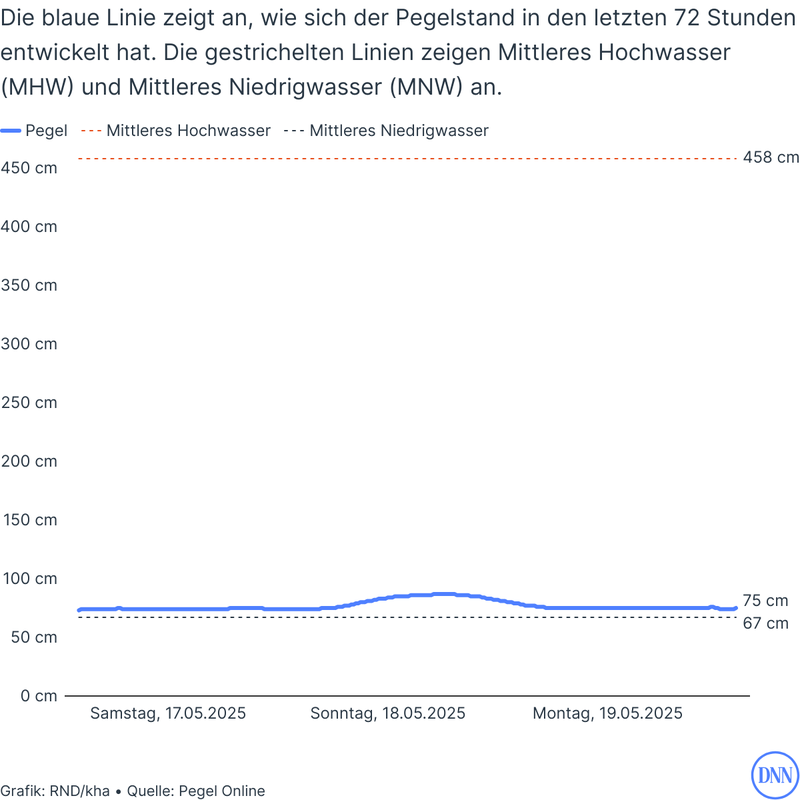 Die blaue Linie zeigt an, wie sich der Pegelstand in den letzten 72 Stunden
entwickelt hat. Die gestrichelten Linien zeigen Mittleres Hochwasser
(MHW) und Mittleres Niedrigwasser (MNW) an.
Pegel Mittleres Hochwasser Mittleres Niedrigwasser
458 cm
450 cm
400 cm
350 cm
300 cm
250 cm
200 cm
150 cm
100 cm
75 cm
67 cm
50 cm
0 cm
Samstag, 17.05.2025 Sonntag, 18.05.2025 Montag, 19.05.2025
DNN
Grafik: RND/kha • Quelle: Pegel Online